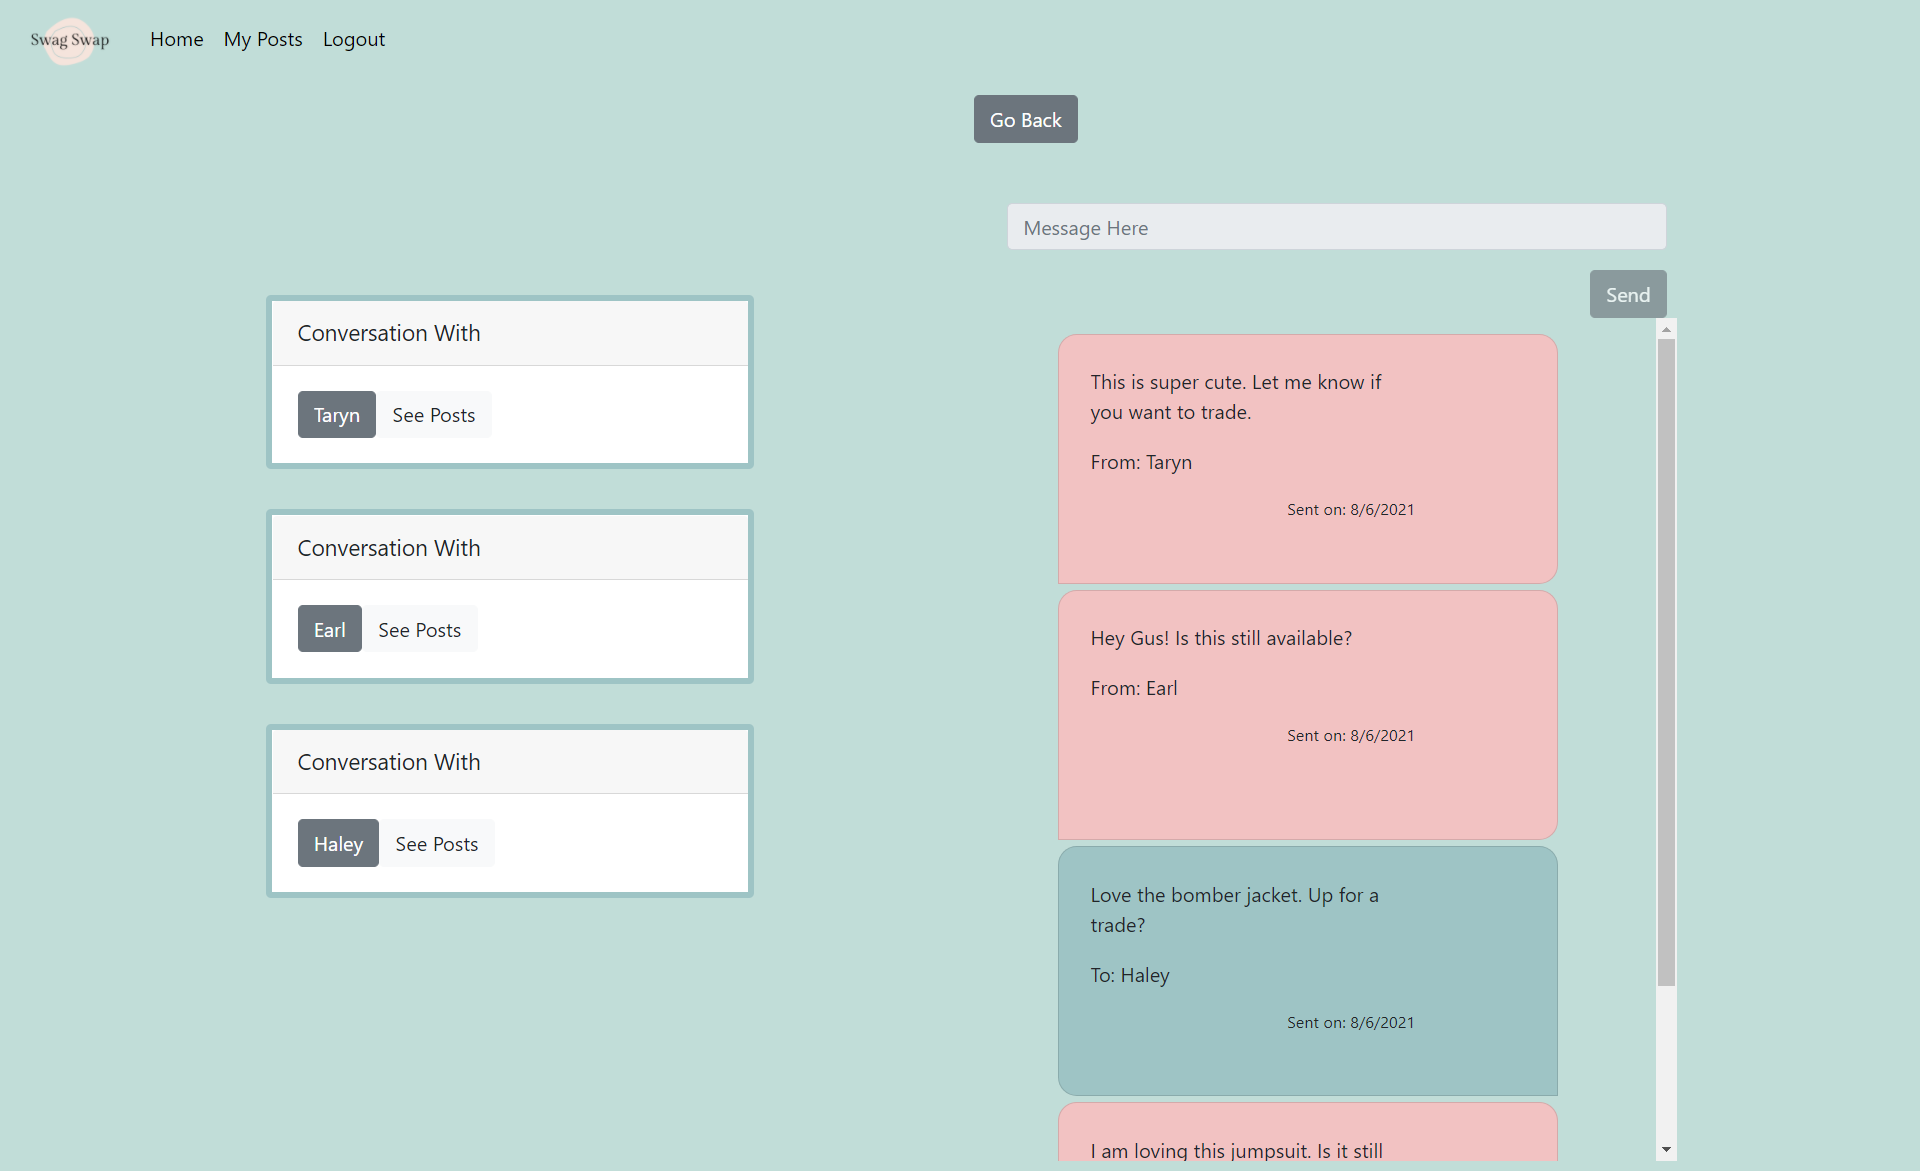 Swag Swap
Home
My Posts
Logout
Go Back
Message Here
Send
Conversation With
Taryn
See Posts
Conversation With
Earl
See Posts
Conversation With
Haley
See Posts
This is super cute. Let me know if
you want to trade.
From: Taryn
Sent on: 8/6/2021
Hey Gus! Is this still available?
From: Earl
Sent on: 8/6/2021
Love the bomber jacket. Up for a
trade?
To: Haley
Sent on: 8/6/2021
I am loving this jumpsuit. Is it still